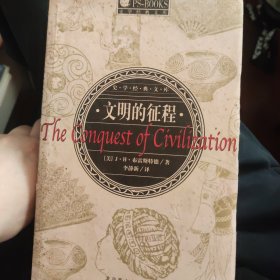 PS-BOOKS
史学经典文库
·文明的征程·
The Conquest of Civilization
[美] J·H·布雷斯特德/著
李静新/译